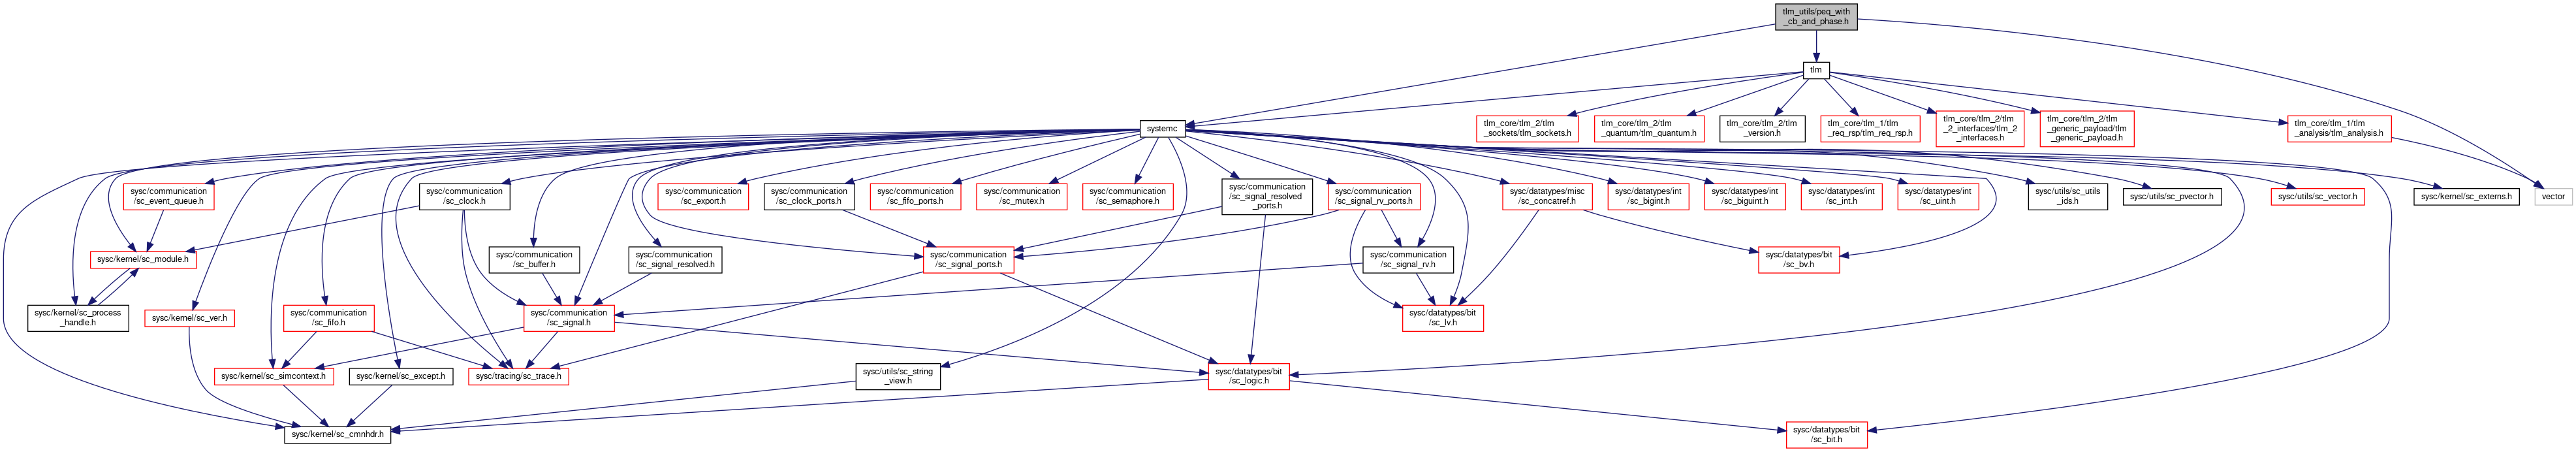 tlm_utils/peq_with
_cb_and_phase.h
tlm
systemc
tlm_core/tlm_2/tlm
_sockets/tlm_sockets.h
tlm_core/tlm_2/tlm
_quantum/tlm_quantum.h
tlm_core/tlm_2/tlm
_version.h
tlm_core/tlm_1/tlm
_req_rsp/tlm_req_rsp.h
tlm_core/tlm_2/tlm
_2_interfaces/tlm_2
_interfaces.h
tlm_core/tlm_2/tlm
_generic_payload/tlm
_generic_payload.h
tlm_core/tlm_1/tlm
_analysis/tlm_analysis.h
sysc/communication
/sc_event_queue.h
sysc/communication
/sc_clock.h
sysc/communication
/sc_export.h
sysc/communication
/sc_clock_ports.h
sysc/communication
/sc_fifo_ports.h
sysc/communication
/sc_mutex.h
sysc/communication
/sc_semaphore.h
sysc/communication
/sc_signal_resolved
_ports.h
sysc/communication
/sc_signal_rv_ports.h
sysc/datatypes/misc
/sc_concatref.h
sysc/datatypes/int
/sc_bigint.h
sysc/datatypes/int
/sc_biguint.h
sysc/datatypes/int
/sc_int.h
sysc/datatypes/int
/sc_uint.h
sysc/utils/sc_utils
_ids.h
sysc/utils/sc_pvector.h
sysc/utils/sc_vector.h
sysc/kernel/sc_externs.h
vector
sysc/kernel/sc_module.h
sysc/communication
/sc_buffer.h
sysc/communication
/sc_signal_resolved.h
sysc/communication
/sc_signal_ports.h
sysc/communication
/sc_signal_rv.h
sysc/datatypes/bit
/sc_bv.h
sysc/kernel/sc_process
_handle.h
sysc/kernel/sc_ver.h
sysc/communication
/sc_fifo.h
sysc/communication
/sc_signal.h
sysc/datatypes/bit
/sc_lv.h
sysc/kernel/sc_simcontext.h
sysc/kernel/sc_except.h
sysc/tracing/sc_trace.h
sysc/utils/sc_string
_view.h
sysc/datatypes/bit
/sc_logic.h
sysc/kernel/sc_cmnhdr.h
sysc/datatypes/bit
/sc_bit.h